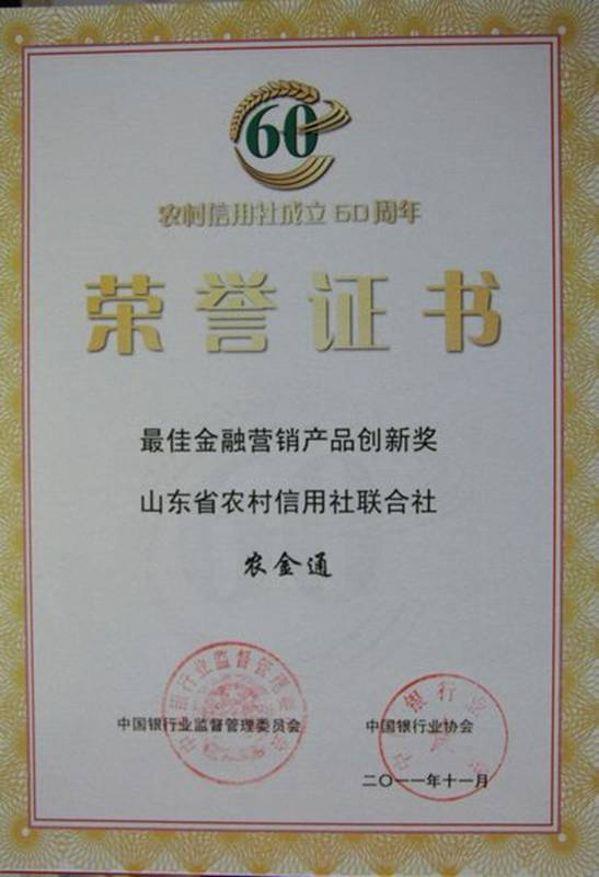 60
农村信用社成立60周年
荣誉证书
最佳金融营销产品创新奖
山东省农村信用社联合社
农金通
中国银行业监督管理委员会
中国银行业协会
二〇一一年十一月